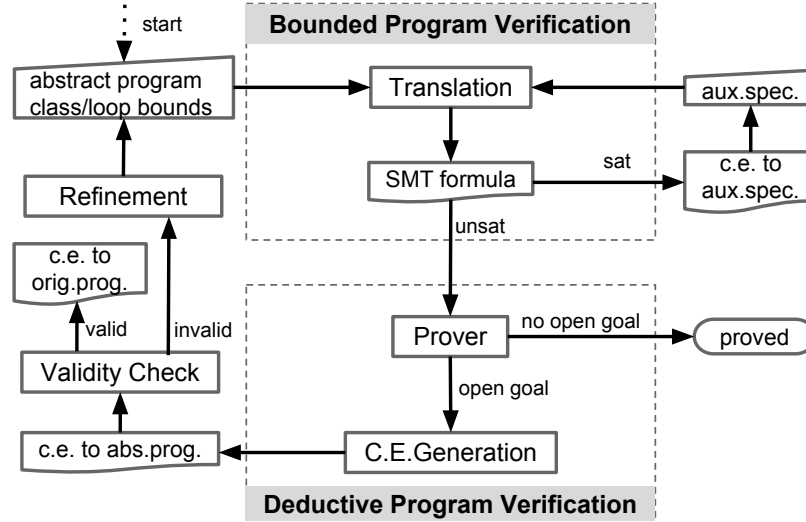 start
Bounded Program Verification
abstract program
class/loop bounds
Translation
aux.spec.
Refinement
SMT formula
sat
c.e. to
aux.spec.
unsat
c.e. to
orig.prog.
valid
invalid
Prover
no open goal
proved
Validity Check
open goal
c.e. to abs.prog.
C.E.Generation
Deductive Program Verification